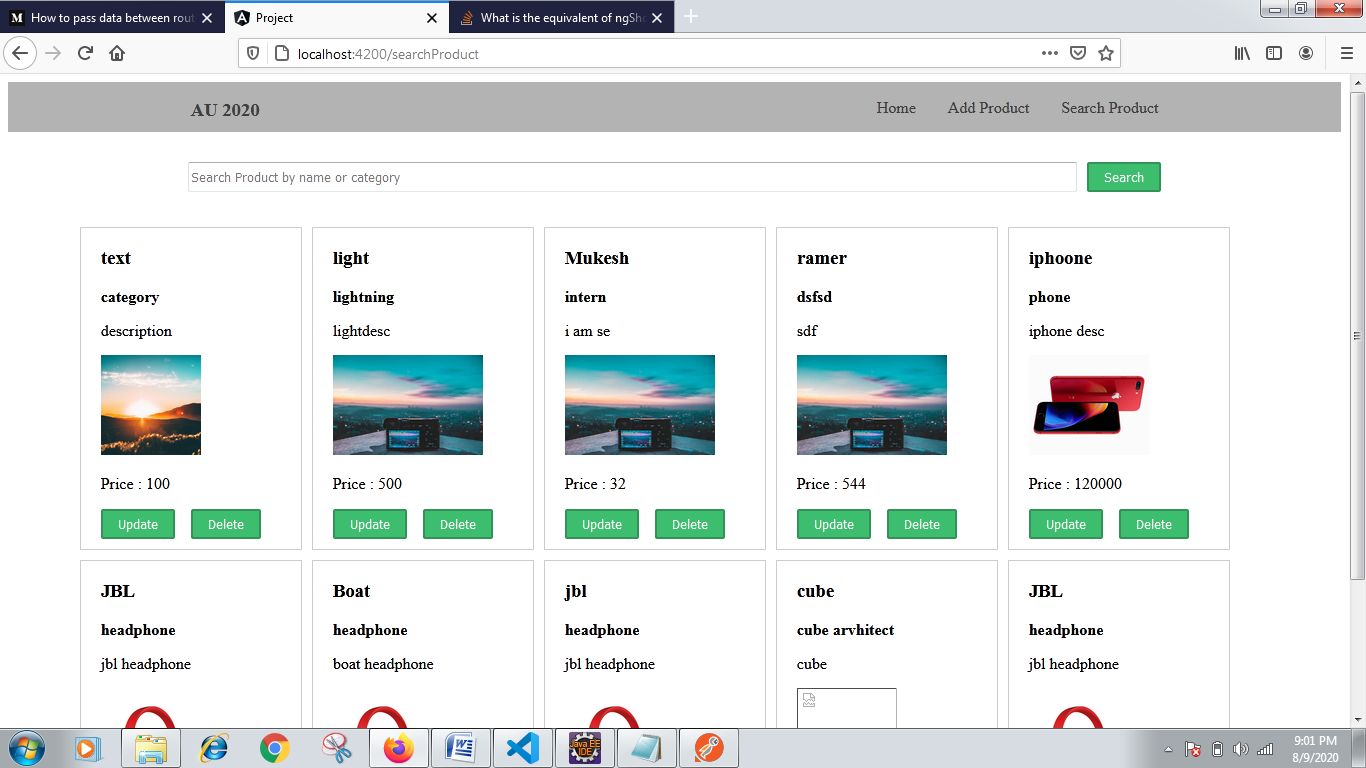 How to pass data between rout
Project
What is the equivalent of ngShe
localhost:4200/searchProduct
AU 2020
Home
Add Product
Search Product
Search Product by name or category
Search
text
category
description
Price : 100
Update
Delete
light
lightning
lightdesc
Price : 500
Update
Delete
Mukesh
intern
i am se
Price : 32
Update
Delete
ramer
dsfsd
sdf
Price : 544
Update
Delete
iphoone
phone
iphone desc
Price : 120000
Update
Delete
JBL
headphone
jbl headphone
Boat
headphone
boat headphone
jbl
headphone
jbl headphone
cube
cube arvhitect
cube
JBL
headphone
jbl headphone
Java EE
IDE
9:01 PM
8/9/2020